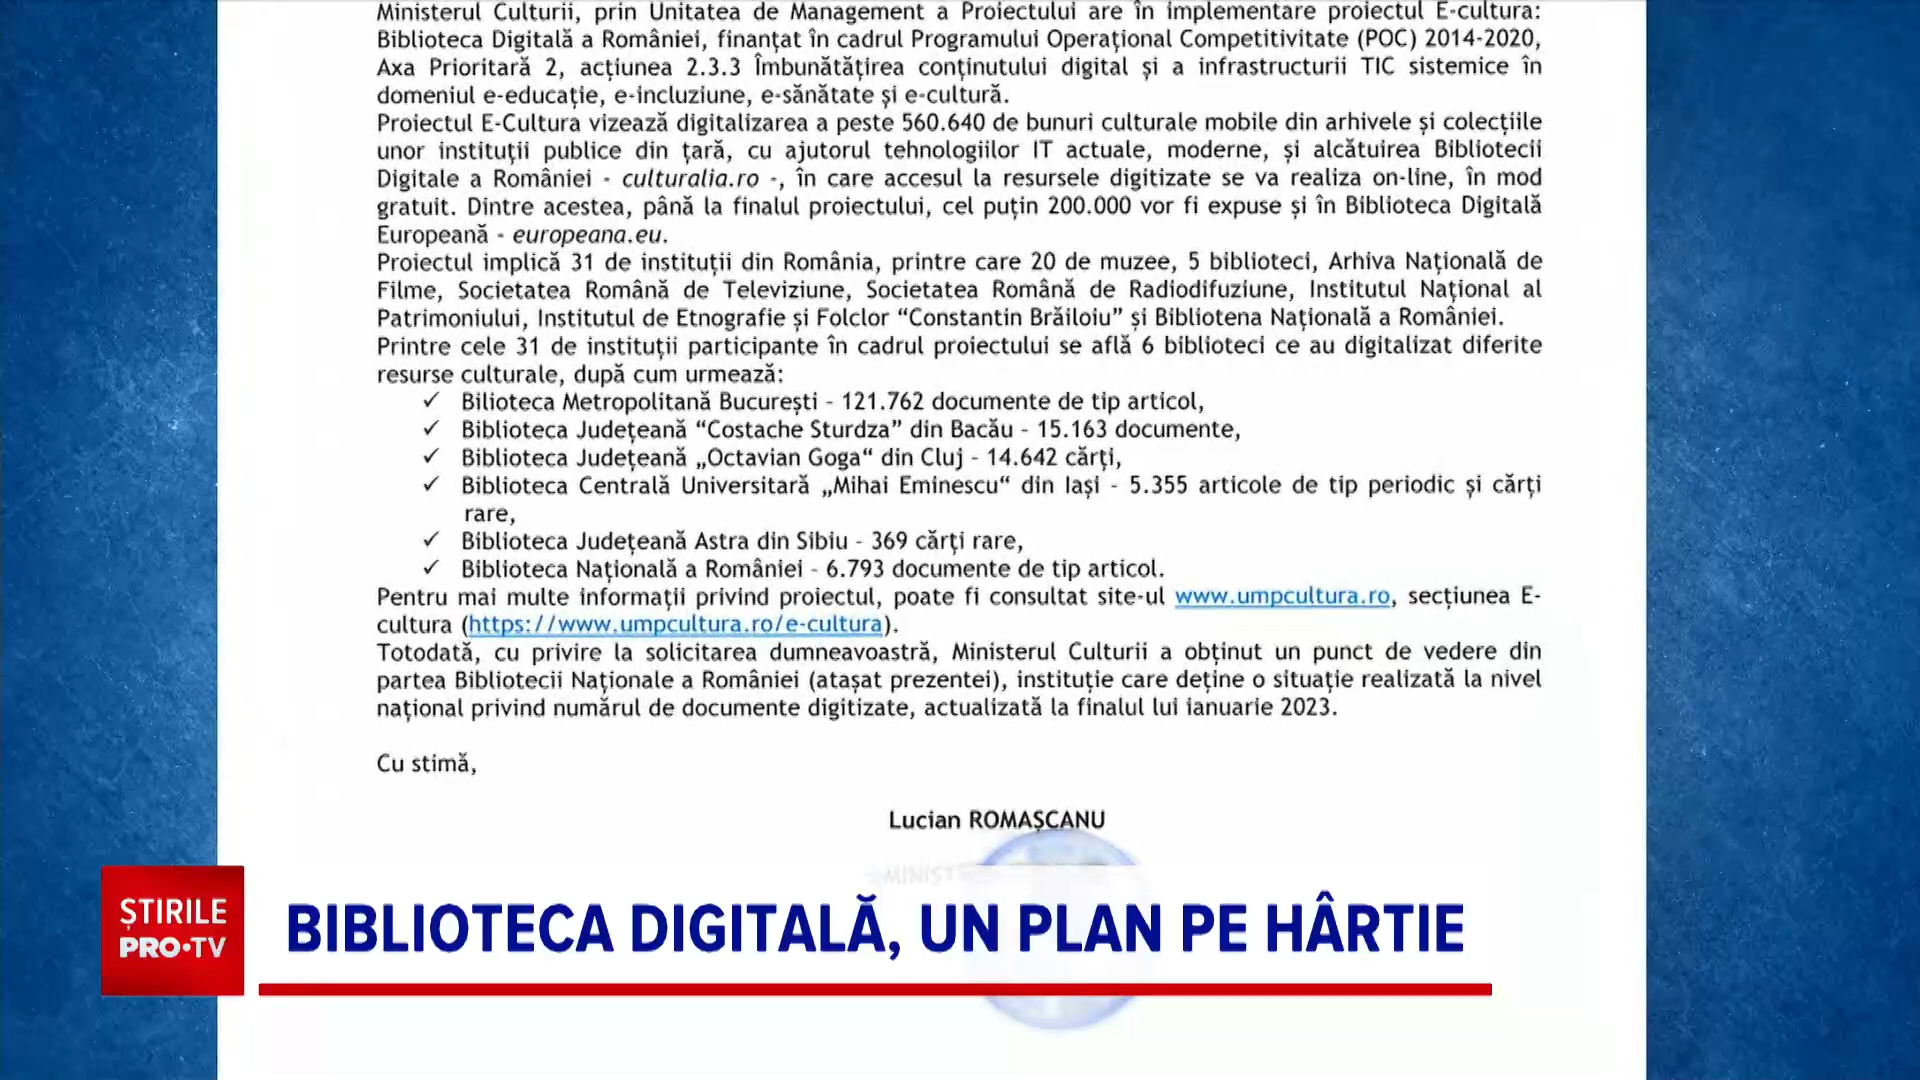 Ministerul Culturii, prin Unitatea de Management a Proiectului are în implementare proiectul E-cultura:
Biblioteca Digitală a României, finanțat în cadrul Programului Operațional Competitivitate (POC) 2014-2020,
Axa Prioritară 2, acțiunea 2.3.3 Îmbunătățirea conținutului digital și a infrastructurii TIC sistemice în
domeniul e-educație, e-incluziune, e-sănătate și e-cultură.
Proiectul E-Cultura vizează digitalizarea a peste 560.640 de bunuri culturale mobile din arhivele și colecțiile
unor instituții publice din țară, cu ajutorul tehnologiilor IT actuale, moderne, și alcătuirea Bibliotecii
Digitale a României - culturalia.ro -, în care accesul la resursele digitizate se va realiza on-line, în mod
gratuit. Dintre acestea, până la finalul proiectului, cel puțin 200.000 vor fi expuse și în Biblioteca Digitală
Europeană - europeana.eu.
Proiectul implică 31 de instituții din România, printre care 20 de muzee, 5 biblioteci, Arhiva Națională de
Filme, Societatea Română de Televiziune, Societatea Română de Radiodifuziune, Institutul Național al
Patrimoniului, Institutul de Etnografie și Folclor “Constantin Brăiloiu” și Bibliotena Națională a României.
Printre cele 31 de instituții participante în cadrul proiectului se află 6 biblioteci ce au digitalizat diferite
resurse culturale, după cum urmează:
✓ Bilioteca Metropolitană București – 121.762 documente de tip articol,
✓ Biblioteca Județeană “Costache Sturdza” din Bacău – 15.163 documente,
✓ Biblioteca Județeană „Octavian Goga“ din Cluj – 14.642 cărți,
✓ Biblioteca Centrală Universitară „Mihai Eminescu“ din Iași – 5.355 articole de tip periodic și cărți
rare,
✓ Biblioteca Județeană Astra din Sibiu – 369 cărți rare,
✓ Biblioteca Națională a României – 6.793 documente de tip articol.
Pentru mai multe informații privind proiectul, poate fi consultat site-ul www.umpcultura.ro, secțiunea E-
cultura (https://www.umpcultura.ro/e-cultura).
Totodată, cu privire la solicitarea dumneavoastră, Ministerul Culturii a obținut un punct de vedere din
partea Bibliotecii Naționale a României (atașat prezentei), instituție care deține o situație realizată la nivel
național privind numărul de documente digitizate, actualizată la finalul lui ianuarie 2023.
Cu stimă,
Lucian ROMAȘCANU
ȘTIRILE
PRO•TV
BIBLIOTECA DIGITALĂ, UN PLAN PE HÂRTIE